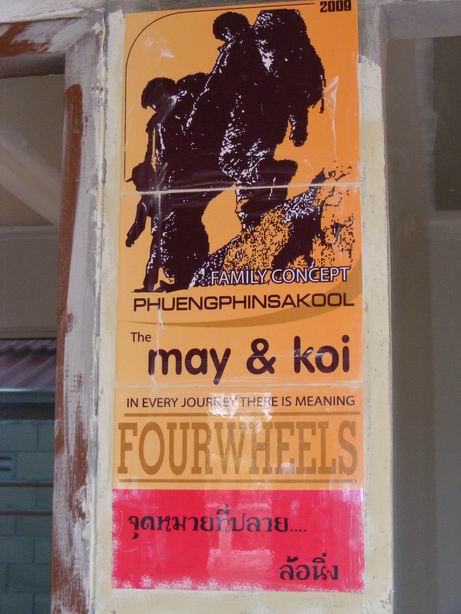 2009
FAMILY CONCEPT
PHUENGPHINSAKOOL
The
may & koi
IN EVERY JOURNEY THERE IS MEANING
FOURWHEELS
จุดหมายที่ปลาย....
ล้อนิ่ง